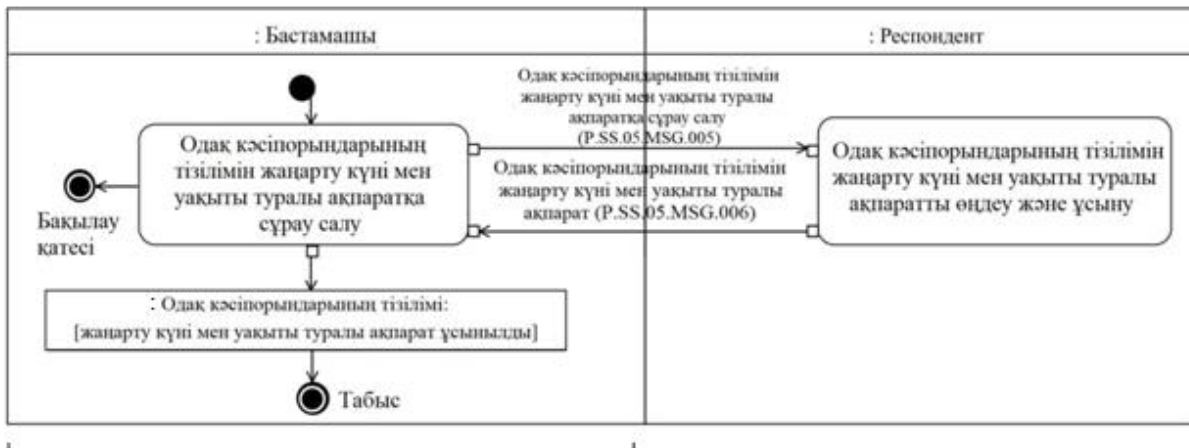 : Бастамашы
: Респондент
Одақ кәсіпорындарының тізілімін
жаңарту күні мен уақыты туралы
ақпаратқа сұрау салу
(P.SS.05.MSG.005)
Одақ кәсіпорындарының
тізілімін жаңарту күні мен
уақыты туралы ақпаратқа
сұрау салу
Одақ кәсіпорындарының тізілімін
жаңарту күні мен уақыты туралы
ақпарат (P.SS.05.MSG.006)
Одақ кәсіпорындарының тізілімін
жаңарту күні мен уақыты туралы
ақпаратты өңдеу және ұсыну
Бақылау
қатесі
: Одақ кәсіпорындарының тізілімі:
[жаңарту күні мен уақыты туралы ақпарат ұсынылды]
Табыс